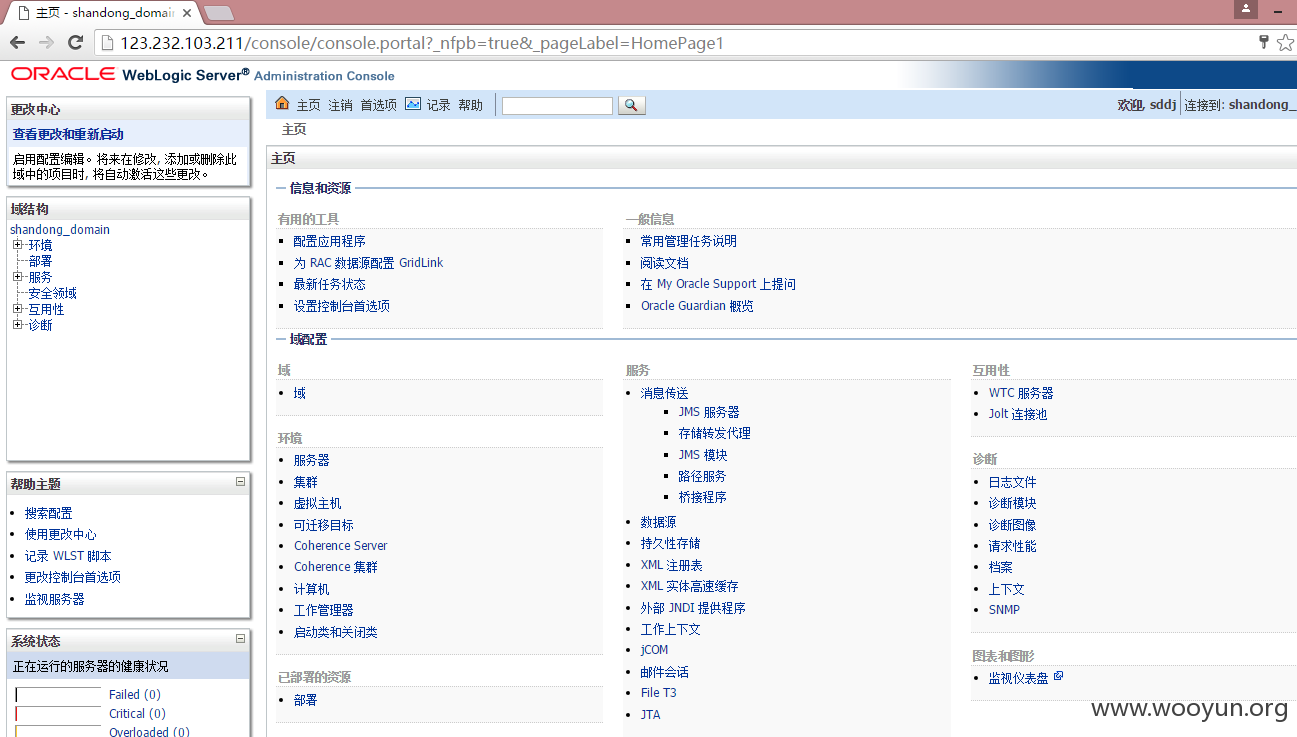 主页 - shandong_domain
123.232.103.211/console/console.portal?_nfpb=true&_pageLabel=HomePage1
ORACLE WebLogic Server® Administration Console
更改中心
查看更改和重新启动
启用配置编辑。将来在修改, 添加或删除此
域中的项目时, 将自动激活这些更改。
域结构
shandong_domain
环境
部署
服务
安全领域
互用性
诊断
帮助主题
搜索配置
使用更改中心
记录 WLST 脚本
更改控制台首选项
监视服务器
系统状态
正在运行的服务器的健康状况
Failed (0)
Critical (0)
Overloaded (0)
主页 注销 首选项 记录 帮助
欢迎, sddj 连接到: shandong_
主页
主页
信息和资源
有用的工具
配置应用程序
为 RAC 数据源配置 GridLink
最新任务状态
设置控制台首选项
一般信息
常用管理任务说明
阅读文档
在 My Oracle Support 上提问
Oracle Guardian 概览
域配置
域
域
环境
服务器
集群
虚拟主机
可迁移目标
Coherence Server
Coherence 集群
计算机
工作管理器
启动类和关闭类
已部署的资源
部署
服务
消息传送
JMS 服务器
存储转发代理
JMS 模块
路径服务
桥接程序
数据源
持久性存储
XML 注册表
XML 实体高速缓存
外部 JNDI 提供程序
工作上下文
jCOM
邮件会话
File T3
JTA
互用性
WTC 服务器
Jolt 连接池
诊断
日志文件
诊断模块
诊断图像
请求性能
档案
上下文
SNMP
图表和图形
监视仪表盘
www.wooyun.org